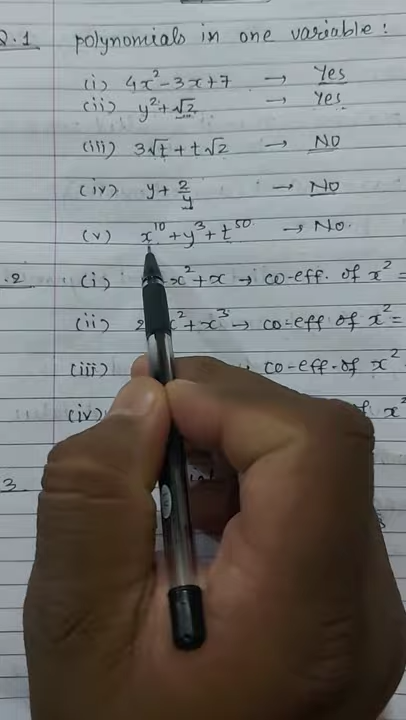 Q.1 polynomials in one variable :
(i) 4x² - 3x + 7 → Yes
(ii) y² + √2 → Yes
(iii) 3√t + t√2 → NO
(iv) y + 2/y → NO
(v) x¹⁰ + y³ + t⁵⁰ → No.
.2 (i) x² + x → co-eff. of x² =
(ii) 2 x² + x³ → co-eff of x² =
(iii) → co-eff. of x²
(iv) of x²
3